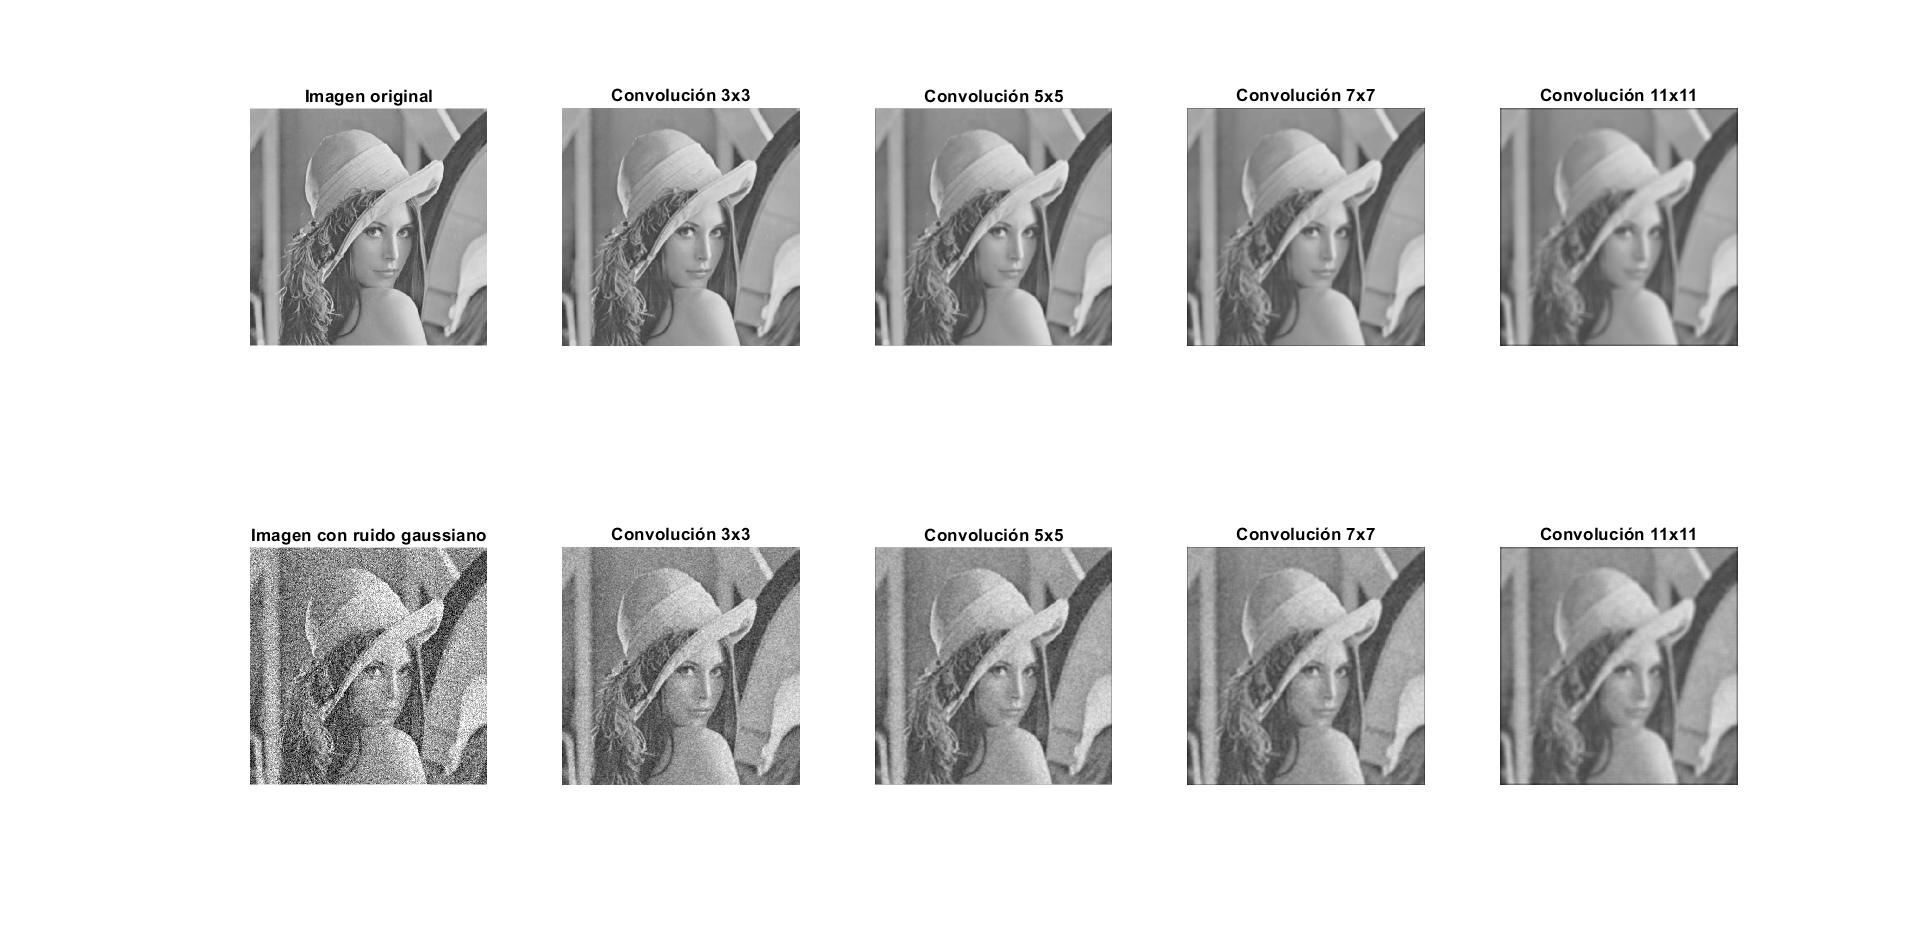 Imagen original
Convolución 3x3
Convolución 5x5
Convolución 7x7
Convolución 11x11
Imagen con ruido gaussiano
Convolución 3x3
Convolución 5x5
Convolución 7x7
Convolución 11x11